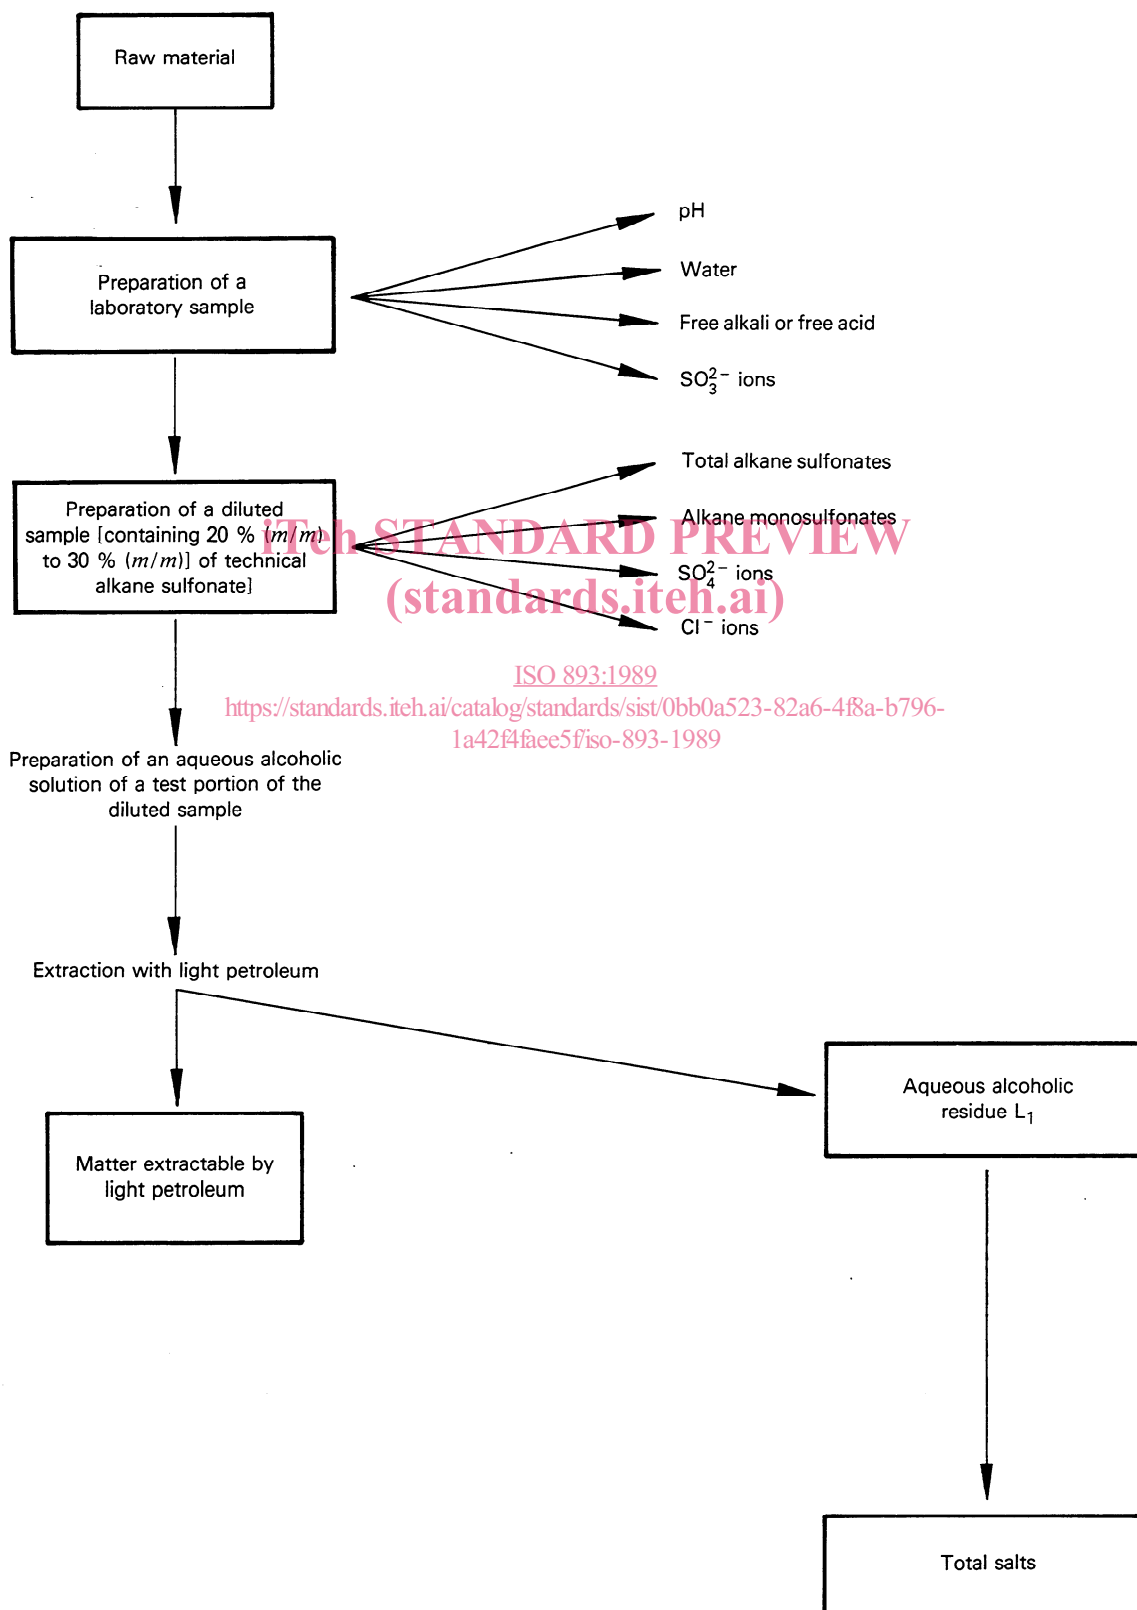 Raw material
Preparation of a
laboratory sample
pH
Water
Free alkali or free acid
SO₃²⁻ ions
Preparation of a diluted
sample [containing 20 % (m/m)
to 30 % (m/m)] of technical
alkane sulfonate]
Total alkane sulfonates
Alkane monosulfonates
SO₄²⁻ ions
Cl⁻ ions
iTeh STANDARD PREVIEW
(standards.iteh.ai)
ISO 893:1989
https://standards.iteh.ai/catalog/standards/sist/0bb0a523-82a6-4f8a-b796-
1a42f4faee5f/iso-893-1989
Preparation of an aqueous alcoholic
solution of a test portion of the
diluted sample
Extraction with light petroleum
Matter extractable by
light petroleum
Aqueous alcoholic
residue L₁
Total salts